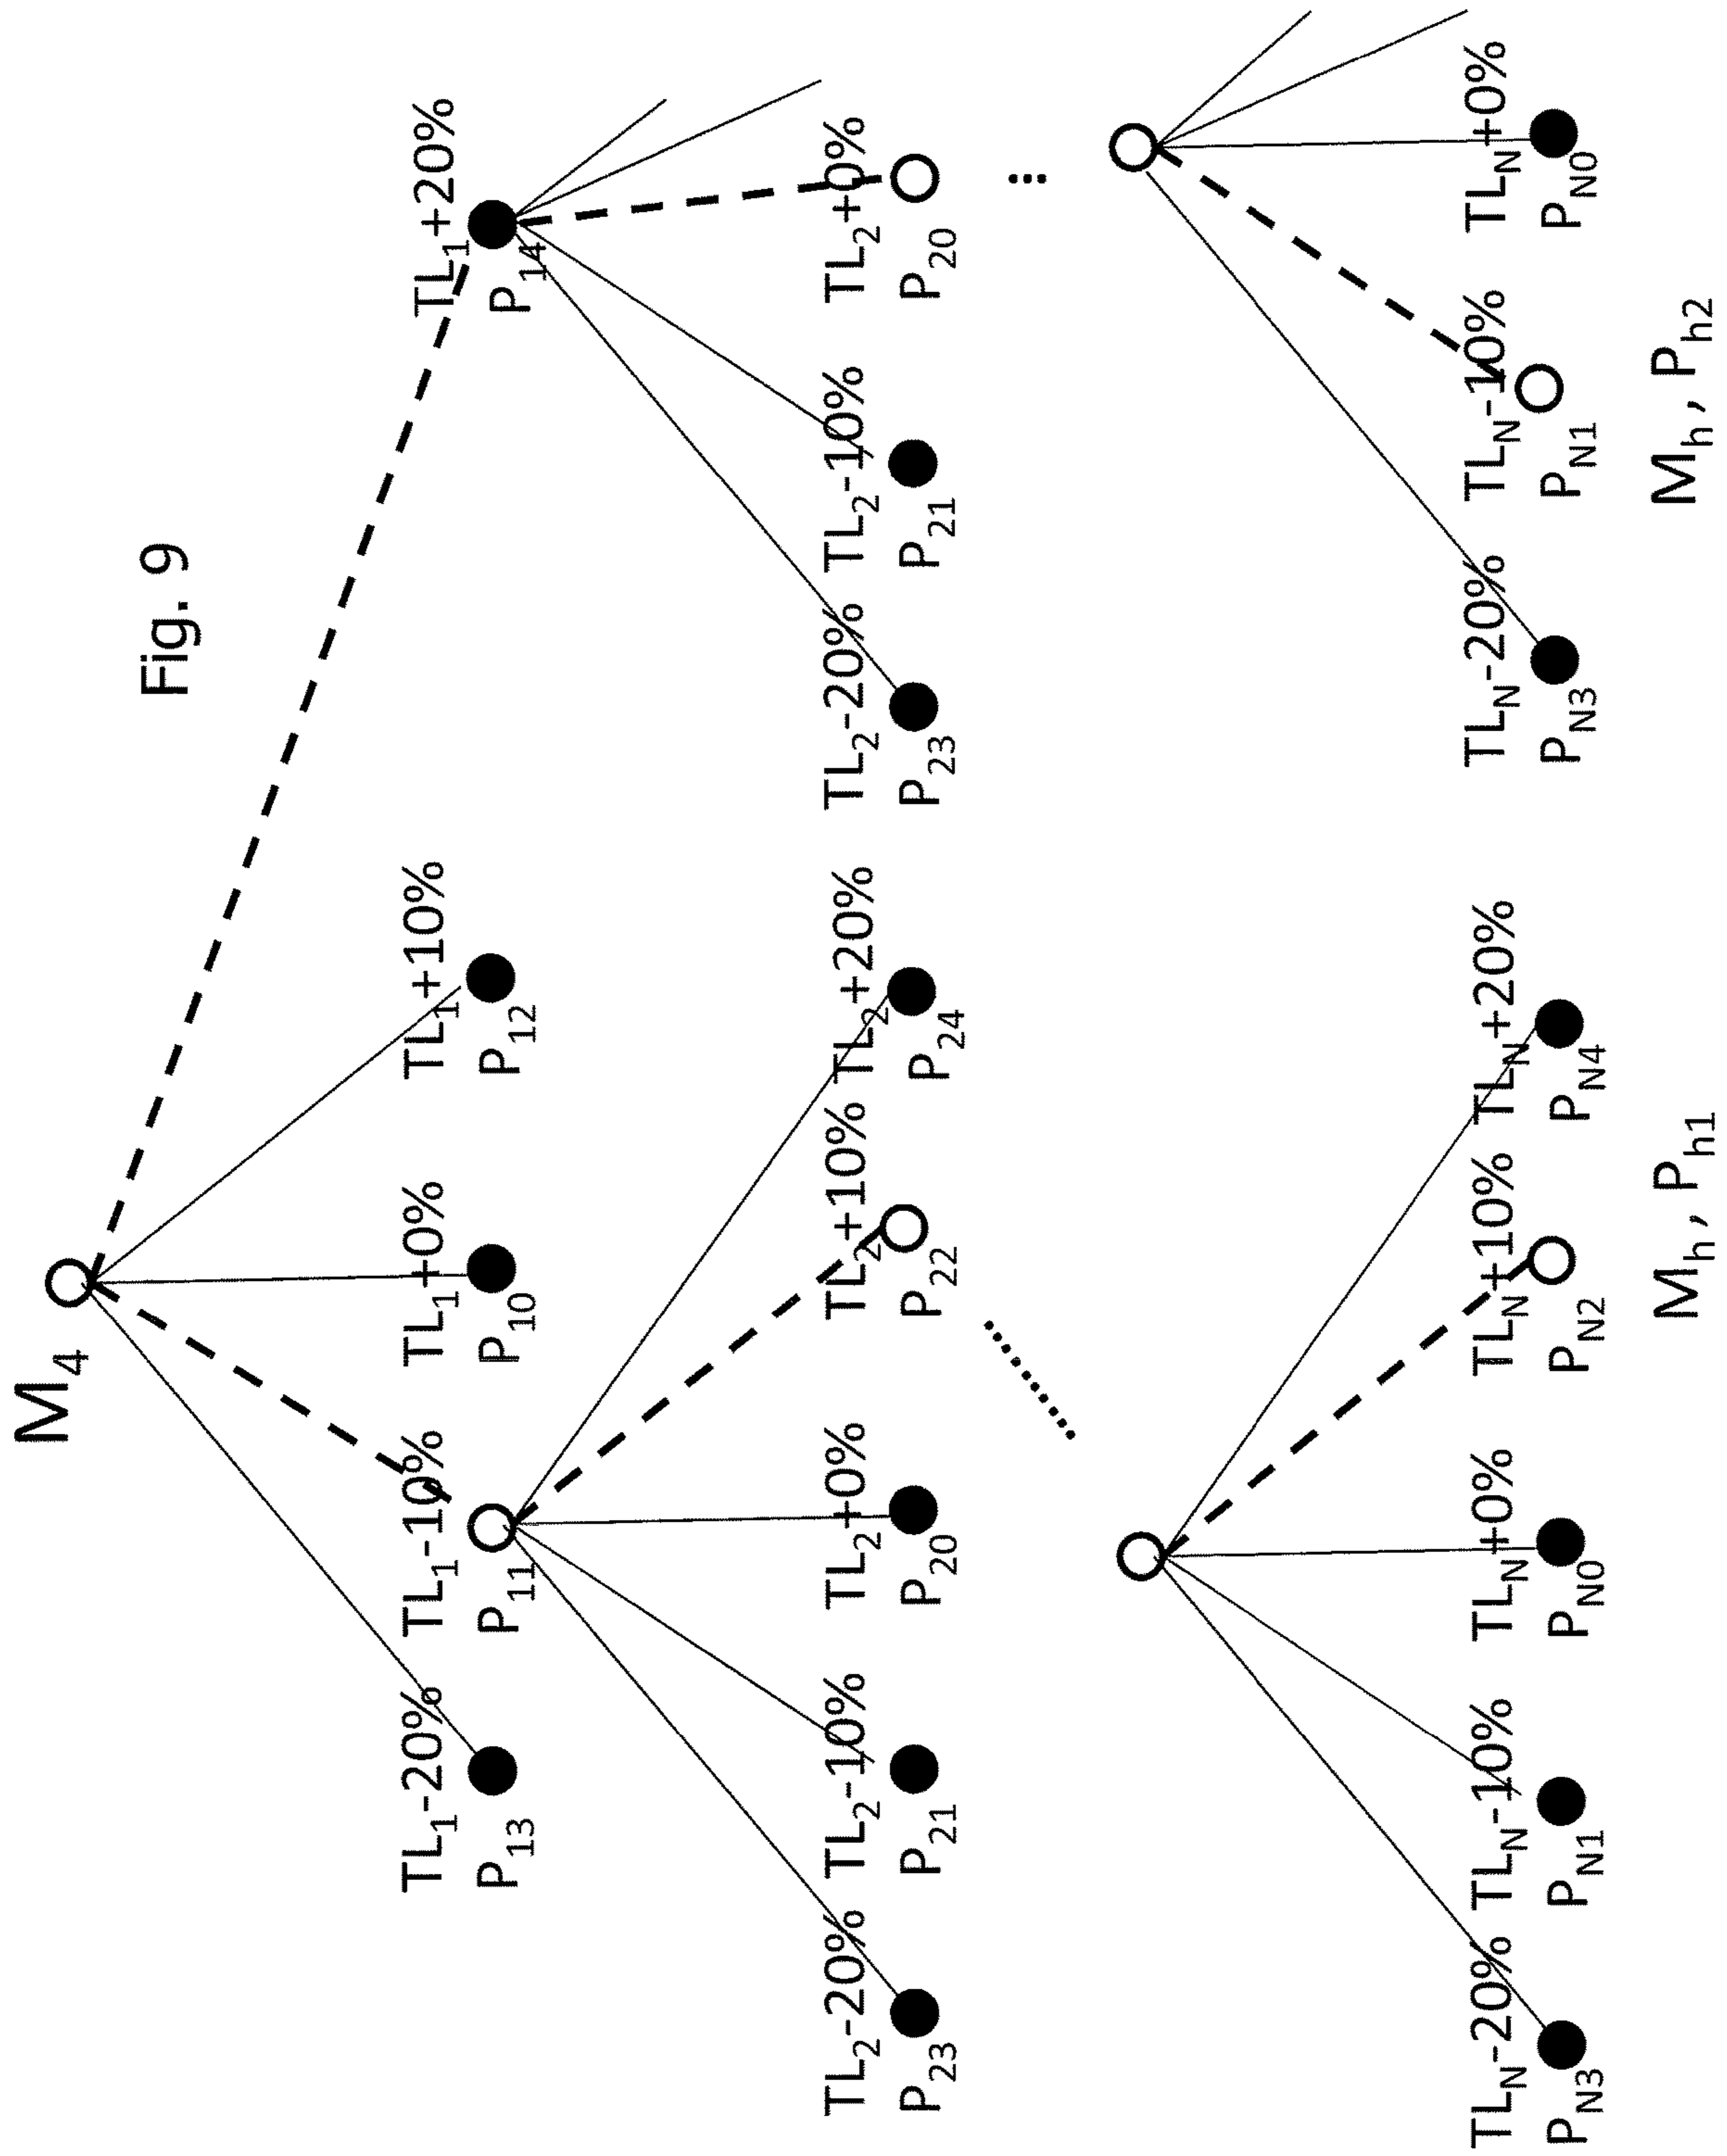 Fig. 9
M4
TL1-20% TL1-10% TL1+0% TL1+10% TL1+20%
P13 P11 P10 P12 P14
TL2-20% TL2-10% TL2+0% TL2+10% TL2+20% TL2-20% TL2-10% TL2+0%
P23 P21 P20 P22 P24 P23 P21 P20
TLN-20% TLN-10% TLN+0% TLN+10% TLN+20% TLN-20% TLN-10% TLN+0%
PN3 PN1 PN0 PN2 PN4 PN3 PN1 PN0
Mh, Ph1 Mh, Ph2